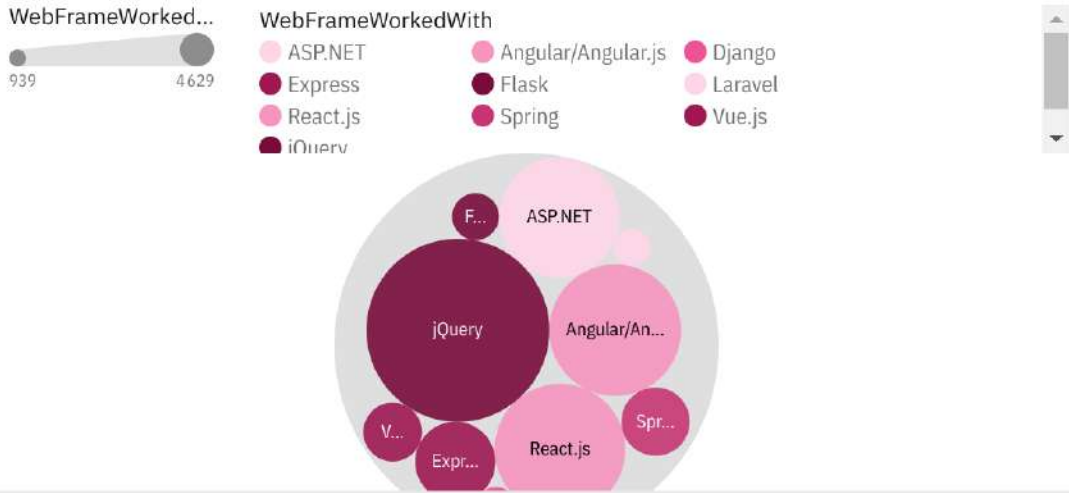 WebFrameWorked...
939
4629
WebFrameWorkedWith
ASP.NET
Angular/Angular.js
Django
Express
Flask
Laravel
React.js
Spring
Vue.js
jQuery
F...
ASP.NET
jQuery
Angular/An...
V...
Expr...
React.js
Spr...